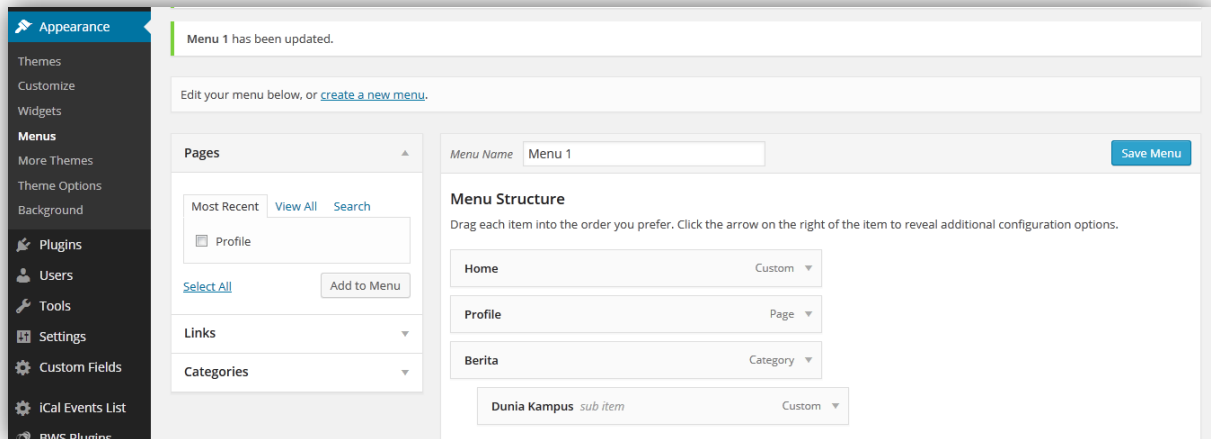 Appearance
Themes
Customize
Widgets
Menus
More Themes
Theme Options
Background
Plugins
Users
Tools
Settings
Custom Fields
iCal Events List
BWS Plugins
Menu 1 has been updated.
Edit your menu below, or create a new menu.
Pages
Most Recent View All Search
Profile
Select All Add to Menu
Links
Categories
Menu Name Menu 1 Save Menu
Menu Structure
Drag each item into the order you prefer. Click the arrow on the right of the item to reveal additional configuration options.
Home Custom
Profile Page
Berita Category
Dunia Kampus sub item Custom